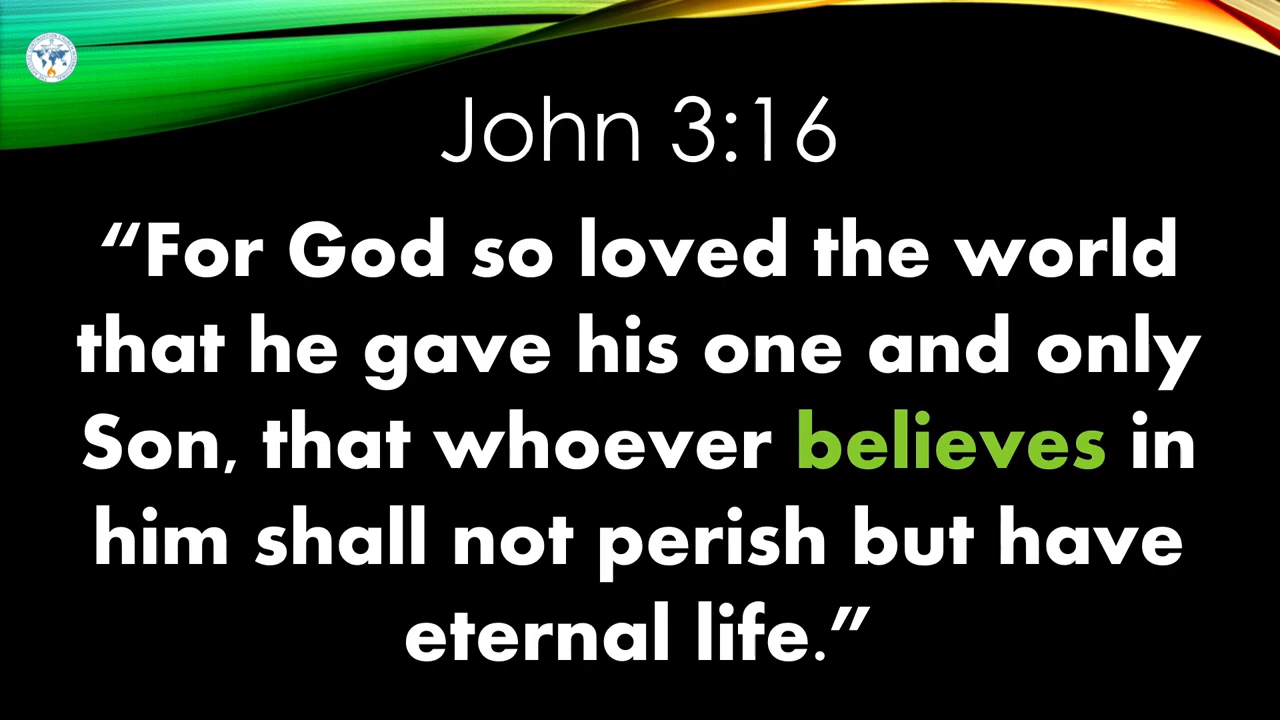 John 3:16
“For God so loved the world
that he gave his one and only
Son, that whoever believes in
him shall not perish but have
eternal life.”